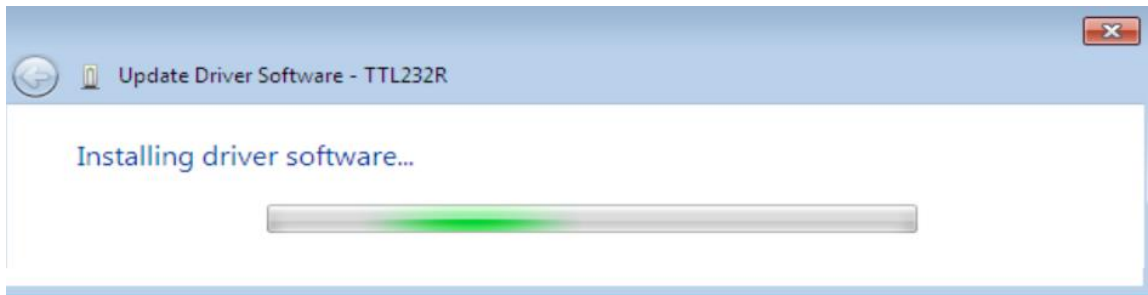 Update Driver Software - TTL232R
Installing driver software...